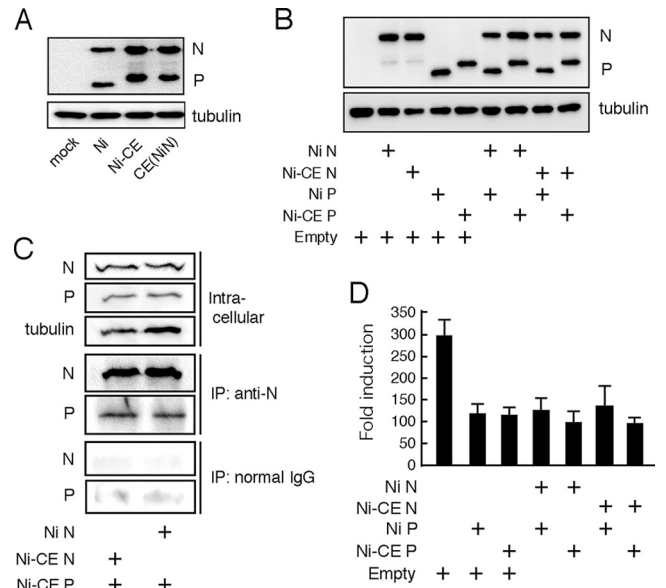 A
N
P
tubulin
mock
Ni
Ni-CE
CE(NiN)
B
N
P
tubulin
Ni N + + +
Ni-CE N + + +
Ni P + + +
Ni-CE P + + +
Empty + + + + +
C
N
P
tubulin
Intra-
cellular
N
P
IP: anti-N
N
P
IP: normal IgG
Ni N +
Ni-CE N +
Ni-CE P + +
D
Fold induction
350
300
250
200
150
100
50
0
Ni N + +
Ni-CE N + +
Ni P + + +
Ni-CE P + + +
Empty + + +